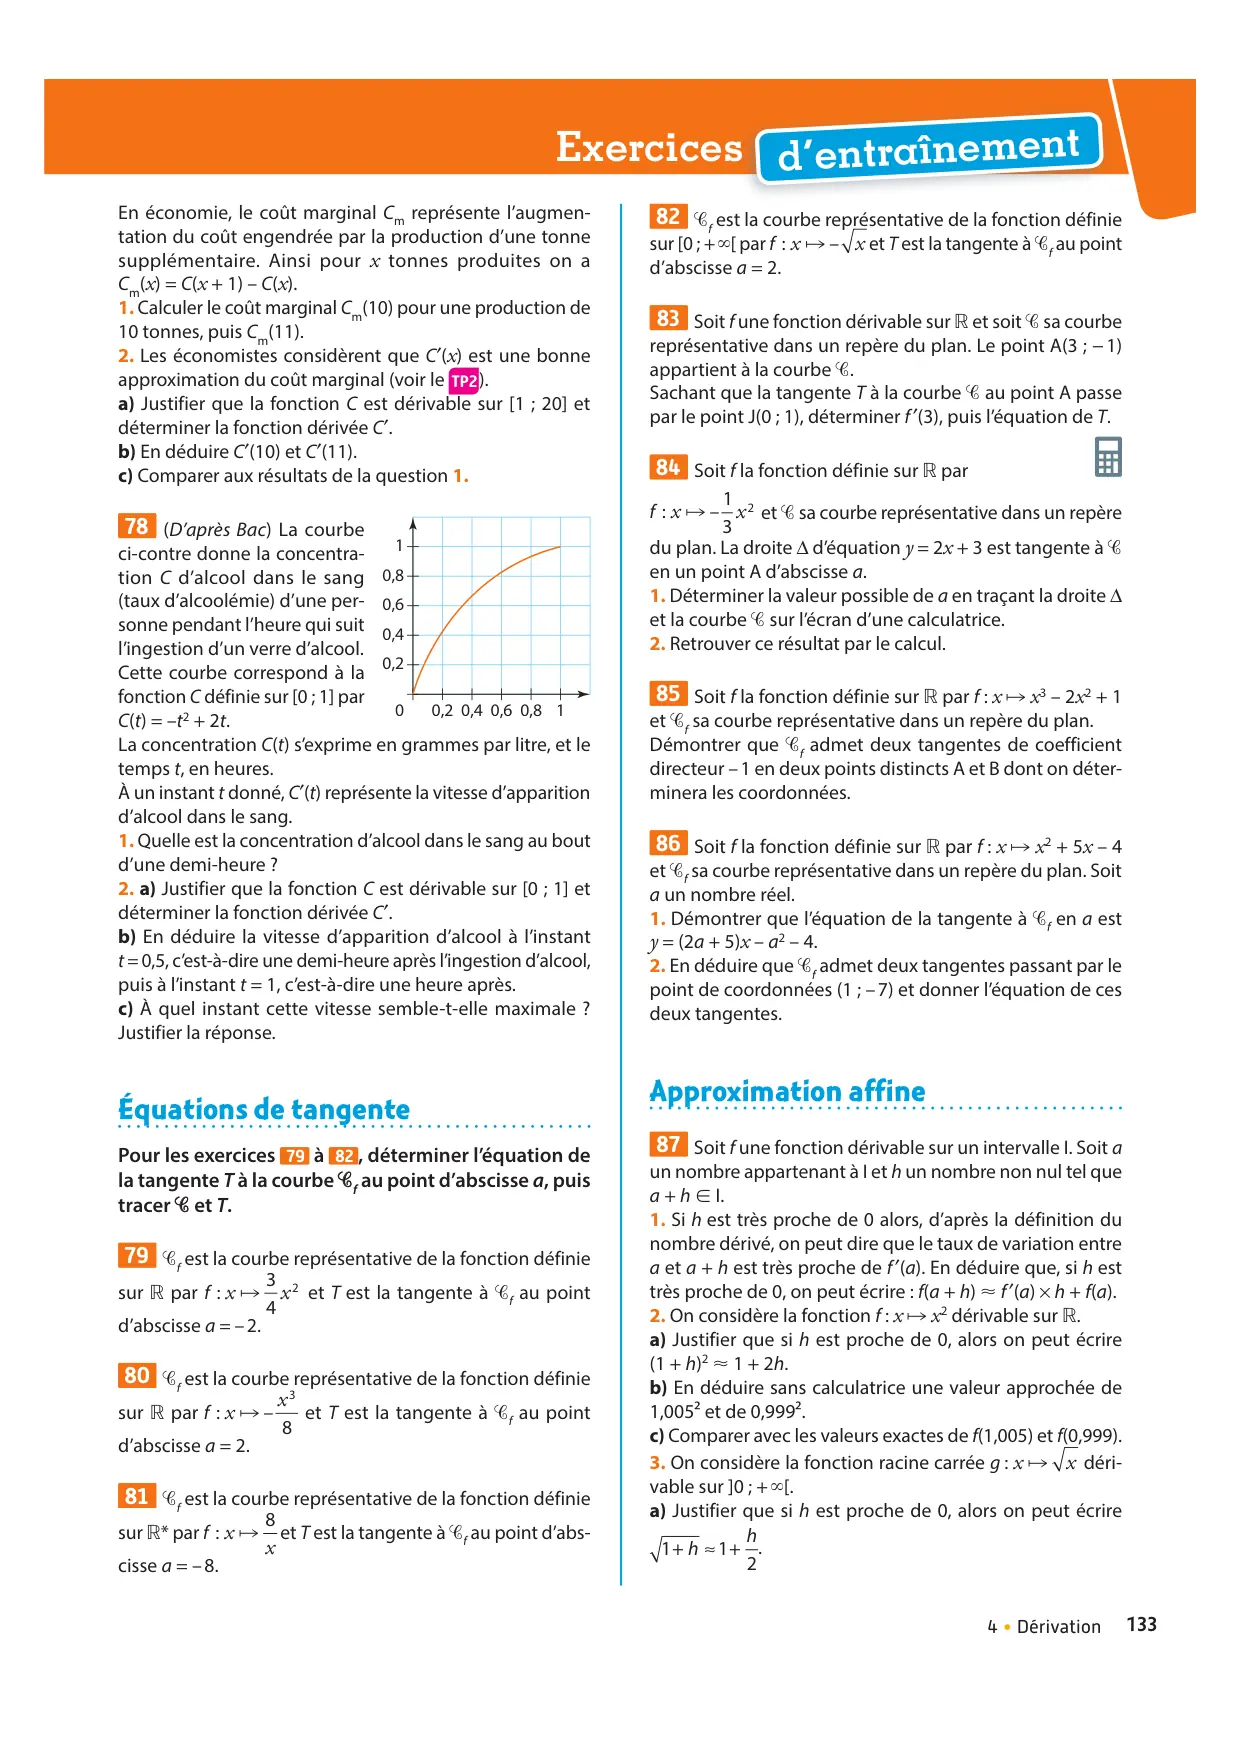 Exercices d’entraînement
En économie, le coût marginal Cm représente l’augmen-
tation du coût engendrée par la production d’une tonne
supplémentaire. Ainsi pour x tonnes produites on a
Cm(x) = C(x + 1) – C(x).
1. Calculer le coût marginal Cm(10) pour une production de
10 tonnes, puis Cm(11).
2. Les économistes considèrent que C′(x) est une bonne
approximation du coût marginal (voir le TP2).
a) Justifier que la fonction C est dérivable sur [1 ; 20] et
déterminer la fonction dérivée C′.
b) En déduire C′(10) et C′(11).
c) Comparer aux résultats de la question 1.
78 (D’après Bac) La courbe
ci-contre donne la concentra-
tion C d’alcool dans le sang
(taux d’alcoolémie) d’une per-
sonne pendant l’heure qui suit
l’ingestion d’un verre d’alcool.
Cette courbe correspond à la
fonction C définie sur [0 ; 1] par
C(t) = –t² + 2t.
1
0,8
0,6
0,4
0,2
0 0,2 0,4 0,6 0,8 1
La concentration C(t) s’exprime en grammes par litre, et le
temps t, en heures.
À un instant t donné, C′(t) représente la vitesse d’apparition
d’alcool dans le sang.
1. Quelle est la concentration d’alcool dans le sang au bout
d’une demi-heure ?
2. a) Justifier que la fonction C est dérivable sur [0 ; 1] et
déterminer la fonction dérivée C′.
b) En déduire la vitesse d’apparition d’alcool à l’instant
t = 0,5, c’est-à-dire une demi-heure après l’ingestion d’alcool,
puis à l’instant t = 1, c’est-à-dire une heure après.
c) À quel instant cette vitesse semble-t-elle maximale ?
Justifier la réponse.
Équations de tangente
Pour les exercices 79 à 82, déterminer l’équation de
la tangente T à la courbe 𝒞f au point d’abscisse a, puis
tracer 𝒞 et T.
79 𝒞f est la courbe représentative de la fonction définie
sur ℝ par f : x ↦ 3/4 x² et T est la tangente à 𝒞f au point
d’abscisse a = – 2.
80 𝒞f est la courbe représentative de la fonction définie
sur ℝ par f : x ↦ – x³/8 et T est la tangente à 𝒞f au point
d’abscisse a = 2.
81 𝒞f est la courbe représentative de la fonction définie
sur ℝ* par f : x ↦ 8/x et T est la tangente à 𝒞f au point d’abs-
cisse a = – 8.
82 𝒞f est la courbe représentative de la fonction définie
sur [0 ; + ∞[ par f : x ↦ – √x et T est la tangente à 𝒞f au point
d’abscisse a = 2.
83 Soit f une fonction dérivable sur ℝ et soit 𝒞 sa courbe
représentative dans un repère du plan. Le point A(3 ; – 1)
appartient à la courbe 𝒞.
Sachant que la tangente T à la courbe 𝒞 au point A passe
par le point J(0 ; 1), déterminer f ′(3), puis l’équation de T.
84 Soit f la fonction définie sur ℝ par
f : x ↦ – 1/3 x² et 𝒞 sa courbe représentative dans un repère
du plan. La droite Δ d’équation y = 2x + 3 est tangente à 𝒞
en un point A d’abscisse a.
1. Déterminer la valeur possible de a en traçant la droite Δ
et la courbe 𝒞 sur l’écran d’une calculatrice.
2. Retrouver ce résultat par le calcul.
85 Soit f la fonction définie sur ℝ par f : x ↦ x³ – 2x² + 1
et 𝒞f sa courbe représentative dans un repère du plan.
Démontrer que 𝒞f admet deux tangentes de coefficient
directeur – 1 en deux points distincts A et B dont on déter-
minera les coordonnées.
86 Soit f la fonction définie sur ℝ par f : x ↦ x² + 5x – 4
et 𝒞f sa courbe représentative dans un repère du plan. Soit
a un nombre réel.
1. Démontrer que l’équation de la tangente à 𝒞f en a est
y = (2a + 5)x – a² – 4.
2. En déduire que 𝒞f admet deux tangentes passant par le
point de coordonnées (1 ; – 7) et donner l’équation de ces
deux tangentes.
Approximation affine
87 Soit f une fonction dérivable sur un intervalle I. Soit a
un nombre appartenant à I et h un nombre non nul tel que
a + h ∈ I.
1. Si h est très proche de 0 alors, d’après la définition du
nombre dérivé, on peut dire que le taux de variation entre
a et a + h est très proche de f ′(a). En déduire que, si h est
très proche de 0, on peut écrire : f(a + h) ≈ f ′(a) × h + f(a).
2. On considère la fonction f : x ↦ x² dérivable sur ℝ.
a) Justifier que si h est proche de 0, alors on peut écrire
(1 + h)² ≈ 1 + 2h.
b) En déduire sans calculatrice une valeur approchée de
1,005² et de 0,999².
c) Comparer avec les valeurs exactes de f(1,005) et f(0,999).
3. On considère la fonction racine carrée g : x ↦ √x déri-
vable sur ]0 ; + ∞[.
a) Justifier que si h est proche de 0, alors on peut écrire
√(1 + h) ≈ 1 + h/2.
4 • Dérivation 133